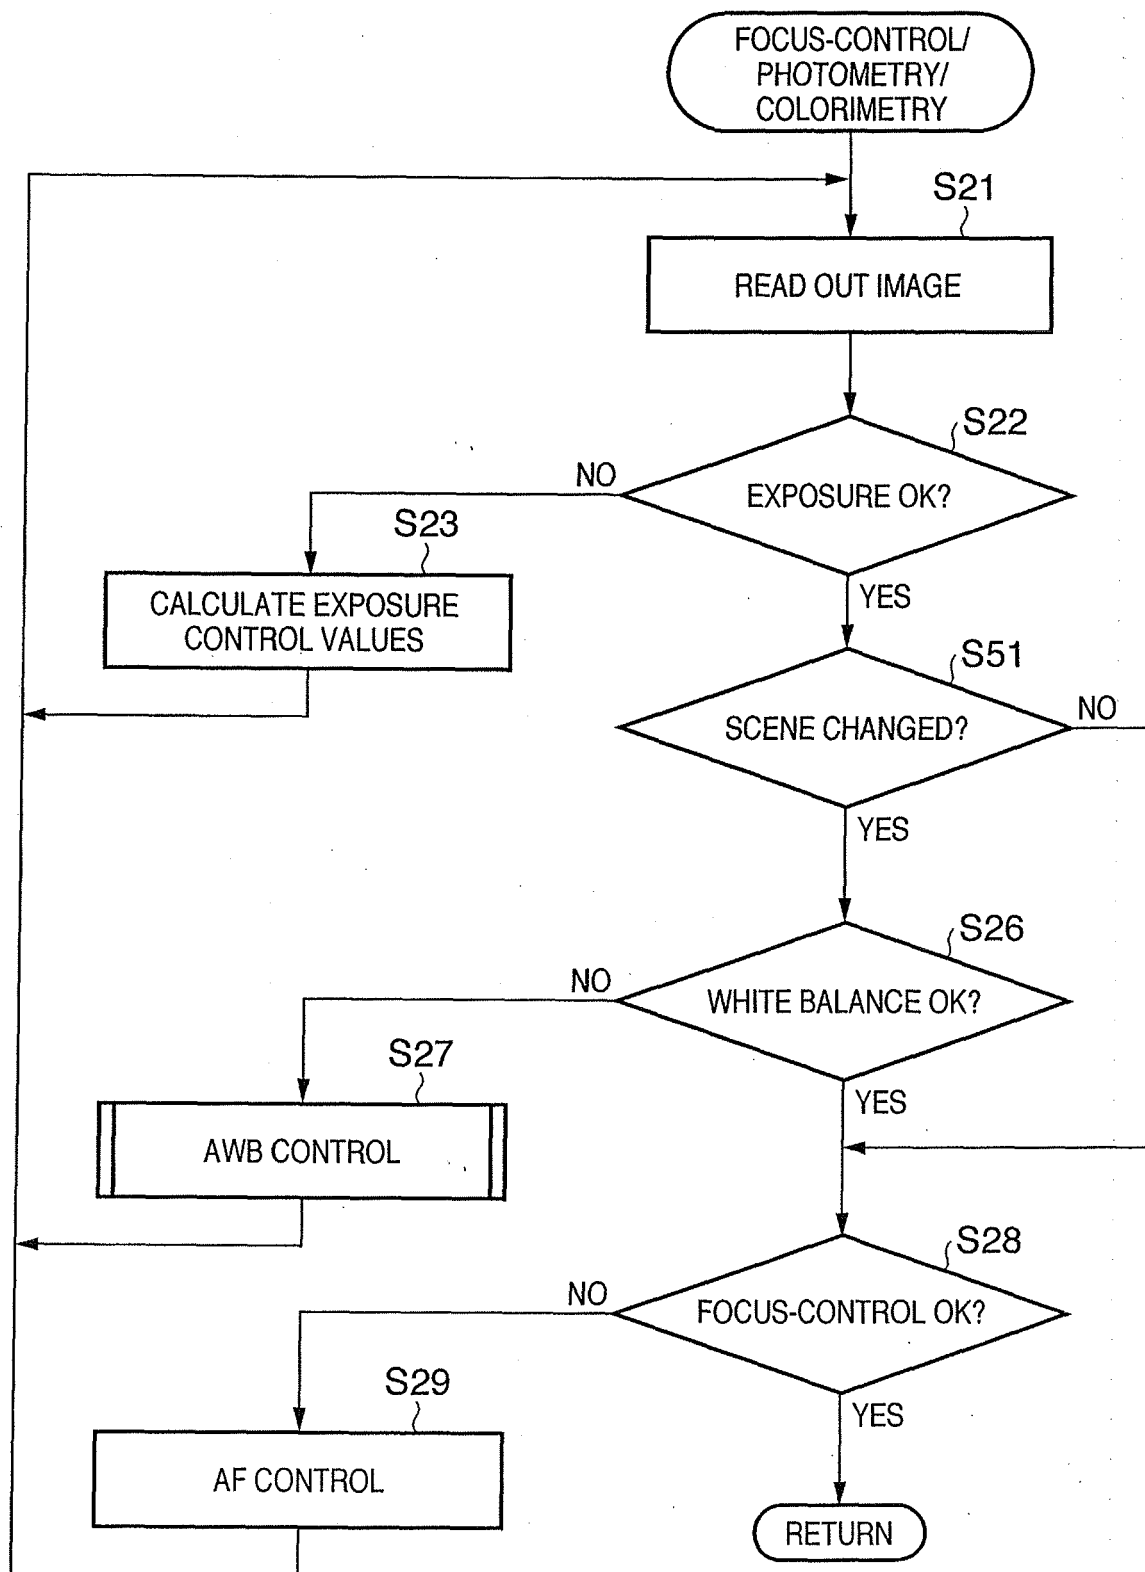 FOCUS-CONTROL/
PHOTOMETRY/
COLORIMETRY
S21
READ OUT IMAGE
S22
NO
EXPOSURE OK?
S23
YES
CALCULATE EXPOSURE
CONTROL VALUES
S51
NO
SCENE CHANGED?
YES
S26
NO
WHITE BALANCE OK?
S27
YES
AWB CONTROL
S28
NO
FOCUS-CONTROL OK?
S29
YES
AF CONTROL
RETURN